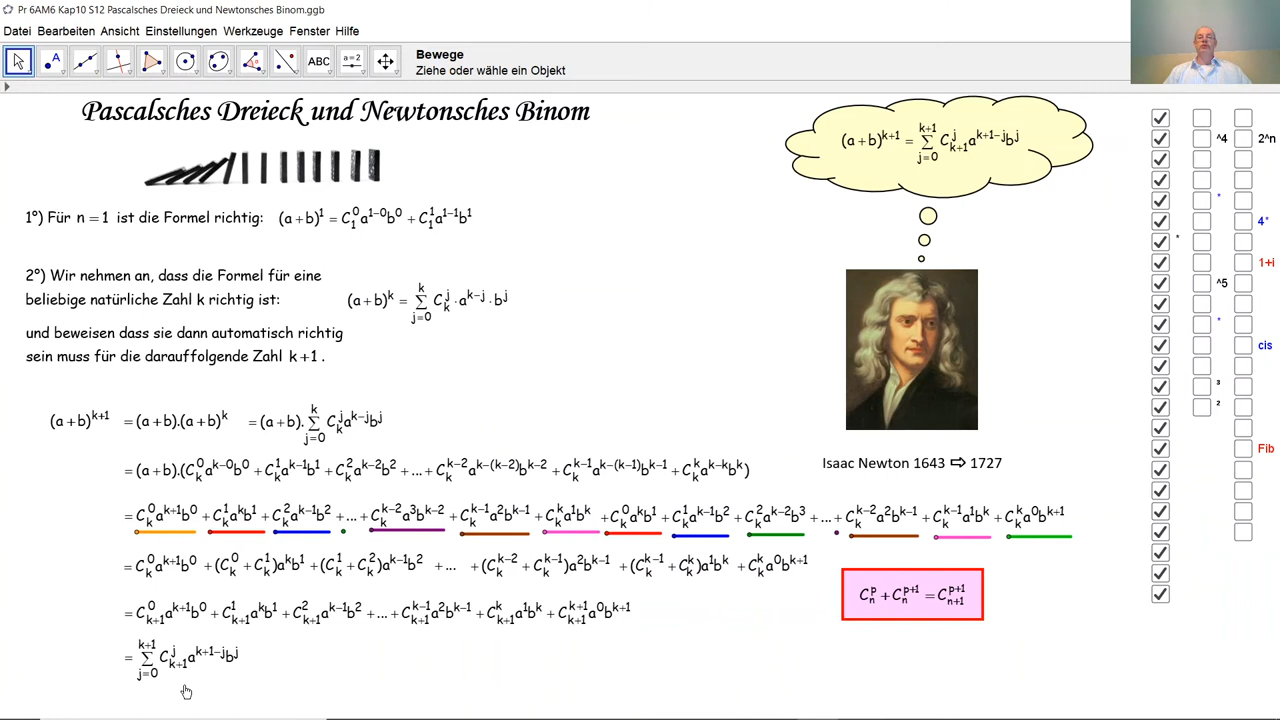 Pr 6AM6 Kap10 S12 Pascalsches Dreieck und Newtonsches Binom.ggb
Datei Bearbeiten Ansicht Einstellungen Werkzeuge Fenster Hilfe
A ABC a=2 Bewege
Ziehe oder wähle ein Objekt
Pascalsches Dreieck und Newtonsches Binom
(a+b)^{k+1} = \sum_{j=0}^{k+1} C_{k+1}^{j} a^{k+1-j} b^{j}
1°) Für n = 1 ist die Formel richtig: (a+b)^1 = C_1^0 a^{1-0} b^0 + C_1^1 a^{1-1} b^1
2°) Wir nehmen an, dass die Formel für eine
beliebige natürliche Zahl k richtig ist: (a+b)^k = \sum_{j=0}^{k} C_k^j · a^{k-j} · b^j
und beweisen dass sie dann automatisch richtig
sein muss für die darauffolgende Zahl k+1.
(a+b)^{k+1} = (a+b).(a+b)^k = (a+b).\sum_{j=0}^{k} C_k^j a^{k-j} b^j
= (a+b).(C_k^0 a^{k-0} b^0 + C_k^1 a^{k-1} b^1 + C_k^2 a^{k-2} b^2 + ... + C_k^{k-2} a^{k-(k-2)} b^{k-2} + C_k^{k-1} a^{k-(k-1)} b^{k-1} + C_k^k a^{k-k} b^k)
Isaac Newton 1643 ⇨ 1727
= C_k^0 a^{k+1} b^0 + C_k^1 a^k b^1 + C_k^2 a^{k-1} b^2 + ... + C_k^{k-2} a^3 b^{k-2} + C_k^{k-1} a^2 b^{k-1} + C_k^k a^1 b^k + C_k^0 a^k b^1 + C_k^1 a^{k-1} b^2 + C_k^2 a^{k-2} b^3 + ... + C_k^{k-2} a^2 b^{k-1} + C_k^{k-1} a^1 b^k + C_k^k a^0 b^{k+1}
= C_k^0 a^{k+1} b^0 + (C_k^0 + C_k^1) a^k b^1 + (C_k^1 + C_k^2) a^{k-1} b^2 + ... + (C_k^{k-2} + C_k^{k-1}) a^2 b^{k-1} + (C_k^{k-1} + C_k^k) a^1 b^k + C_k^k a^0 b^{k+1}
C_n^p + C_n^{p+1} = C_{n+1}^{p+1}
= C_{k+1}^0 a^{k+1} b^0 + C_{k+1}^1 a^k b^1 + C_{k+1}^2 a^{k-1} b^2 + ... + C_{k+1}^{k-1} a^2 b^{k-1} + C_{k+1}^k a^1 b^k + C_{k+1}^{k+1} a^0 b^{k+1}
= \sum_{j=0}^{k+1} C_{k+1}^j a^{k+1-j} b^j
^4 2^n
*
4*
*
1+i
^5
*
cis
3
2
Fib